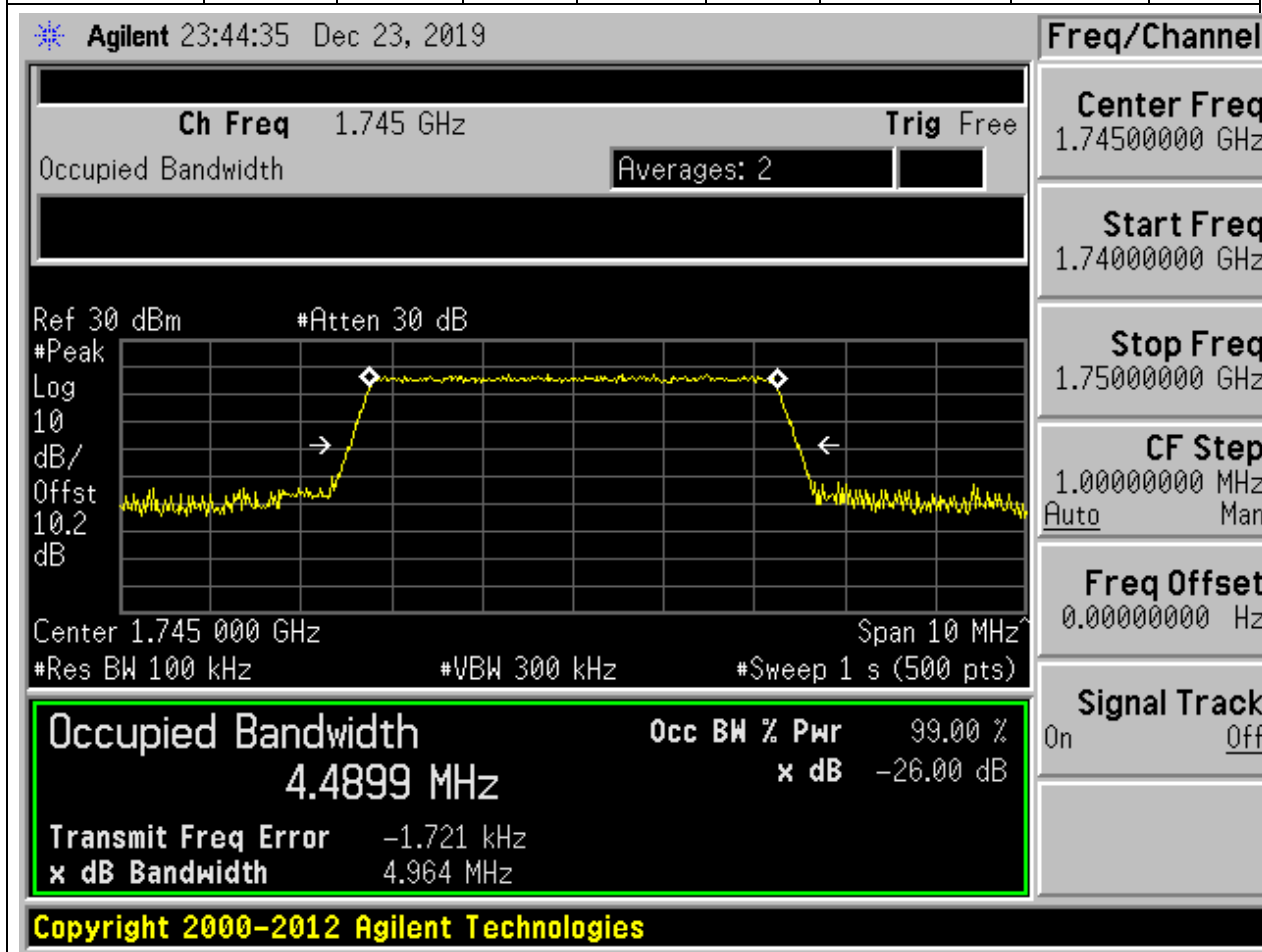 Agilent 23:44:35 Dec 23, 2019
Freq/Channel
Ch Freq 1.745 GHz Trig Free
Occupied Bandwidth Averages: 2
Center Freq
1.74500000 GHz
Start Freq
1.74000000 GHz
Stop Freq
1.75000000 GHz
CF Step
1.00000000 MHz
Auto Man
Freq Offset
0.00000000 Hz
Signal Track
On Off
Ref 30 dBm #Atten 30 dB
#Peak
Log
10
dB/
Offst
10.2
dB
Center 1.745 000 GHz Span 10 MHz^
#Res BW 100 kHz #VBW 300 kHz #Sweep 1 s (500 pts)
Occupied Bandwidth Occ BW % Pwr 99.00 %
4.4899 MHz x dB -26.00 dB
Transmit Freq Error -1.721 kHz
x dB Bandwidth 4.964 MHz
Copyright 2000-2012 Agilent Technologies